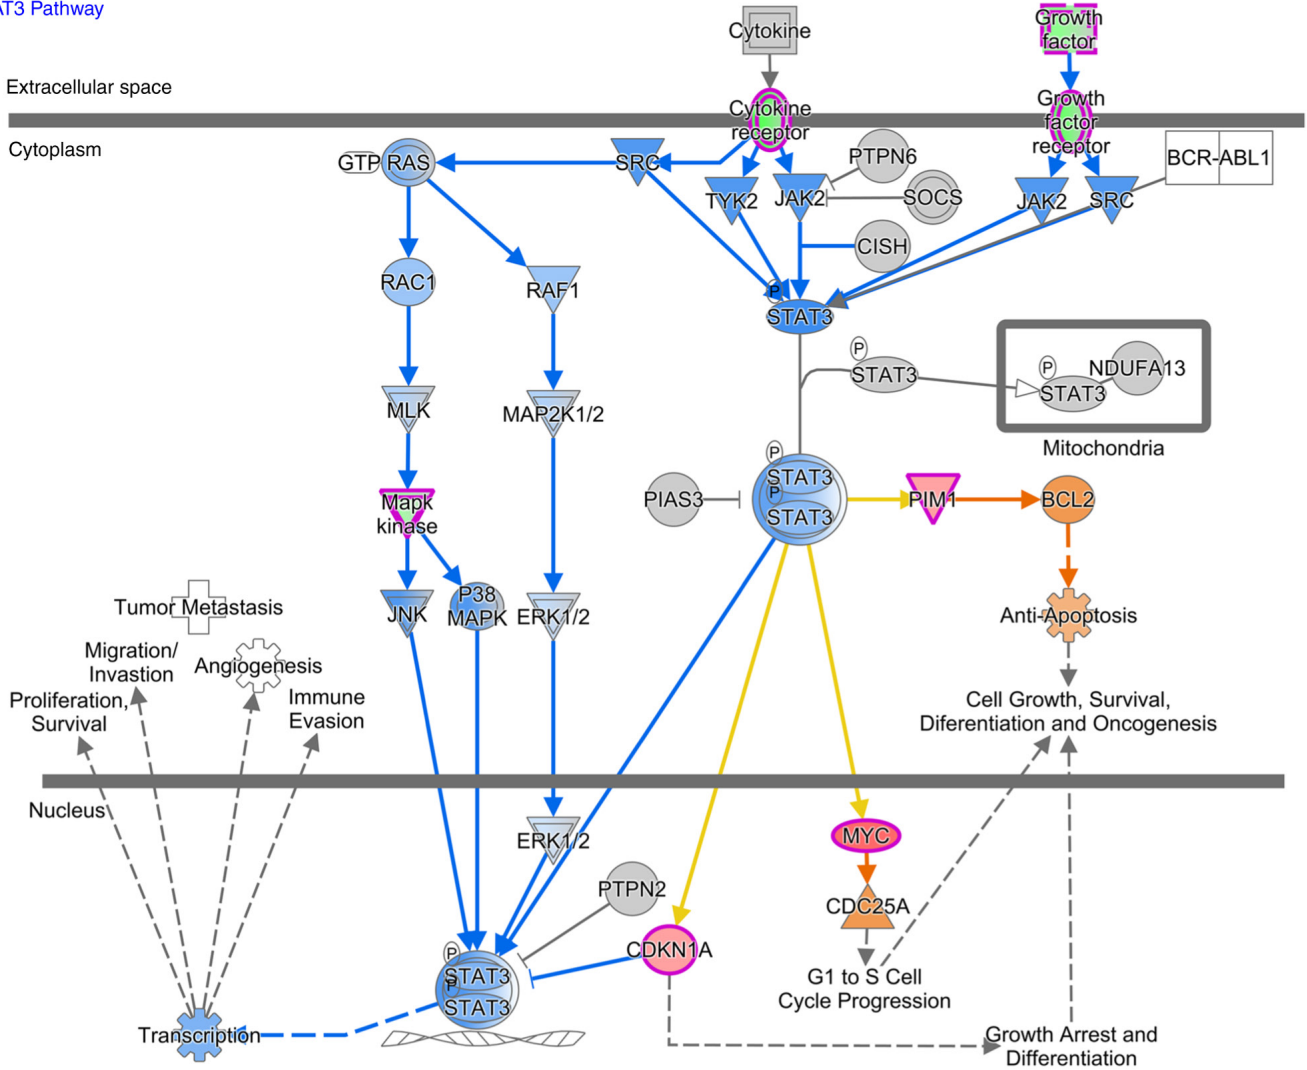 AT3 Pathway
Cytokine
Growth
factor
Extracellular space
Cytokine
receptor
Growth
factor
receptor
Cytoplasm
GTP
RAS
SRC
TYK2
JAK2
PTPN6
SOCS
CISH
JAK2
SRC
BCR-ABL1
RAC1
RAF1
P
STAT3
P
STAT3
P
STAT3
NDUFA13
Mitochondria
MLK
MAP2K1/2
Mapk
kinase
PIAS3
P
STAT3
P
STAT3
PIM1
BCL2
JNK
P38
MAPK
ERK1/2
Anti-Apoptosis
Tumor Metastasis
Migration/
Invastion
Angiogenesis
Proliferation,
Survival
Immune
Evasion
Cell Growth, Survival,
Diferentiation and Oncogenesis
Nucleus
ERK1/2
MYC
PTPN2
CDC25A
CDKN1A
P
STAT3
P
STAT3
G1 to S Cell
Cycle Progression
Transcription
Growth Arrest and
Differentiation